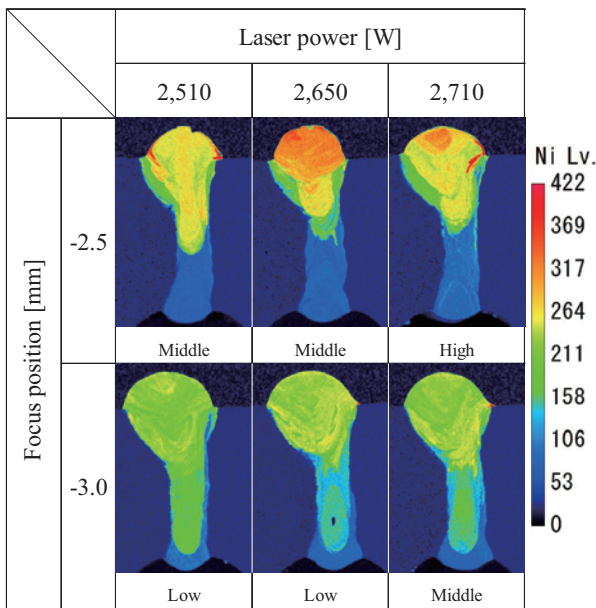 Laser power [W]
2,510 2,650 2,710
Focus position [mm]
-2.5
Middle Middle High
-3.0
Low Low Middle
Ni Lv.
422
369
317
264
211
158
106
53
0